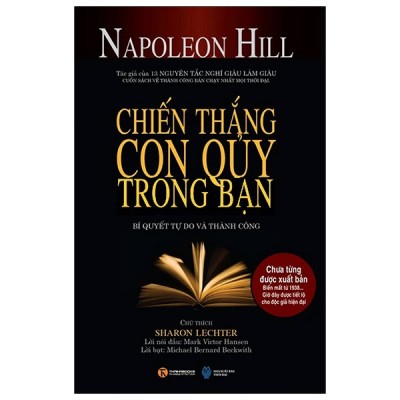 NAPOLEON HILL
Tác giả của 13 NGUYÊN TẮC NGHĨ GIÀU LÀM GIÀU
CUỐN SÁCH VỀ THÀNH CÔNG BÁN CHẠY NHẤT MỌI THỜI ĐẠI
CHIẾN THẮNG
CON QUỶ
TRONG BẠN
BÍ QUYẾT TỰ DO VÀ THÀNH CÔNG
Chưa từng
được xuất bản
Biến mất từ 1938...
Giờ đây được tiết lộ
cho độc giả hiện đại
CHÚ THÍCH
SHARON LECHTER
Lời nói đầu: Mark Victor Hansen
Lời bạt: Michael Bernard Beckwith
THAIHABOOKS